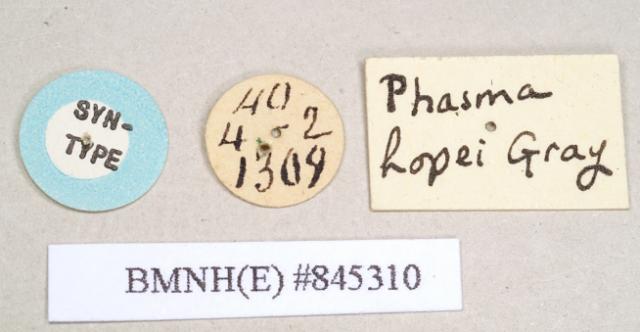 SYN-
TYPE
40
4-2
1309
Phasma
hopei Gray
BMNH(E) #845310